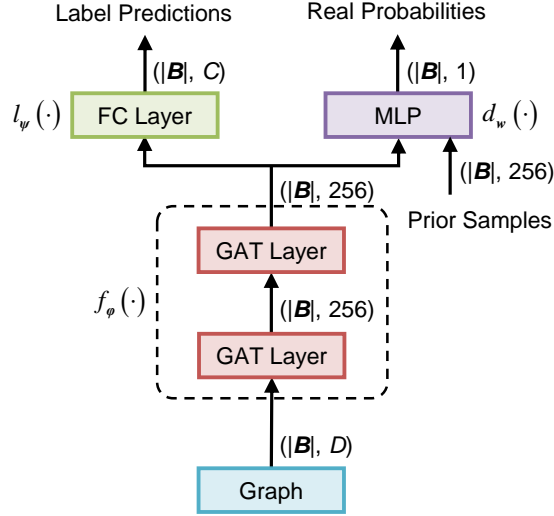 Label Predictions
Real Probabilities
(|B|, C)
(|B|, 1)
l_ψ(·)
FC Layer
MLP
d_w(·)
(|B|, 256)
(|B|, 256)
Prior Samples
GAT Layer
f_φ(·)
(|B|, 256)
GAT Layer
(|B|, D)
Graph